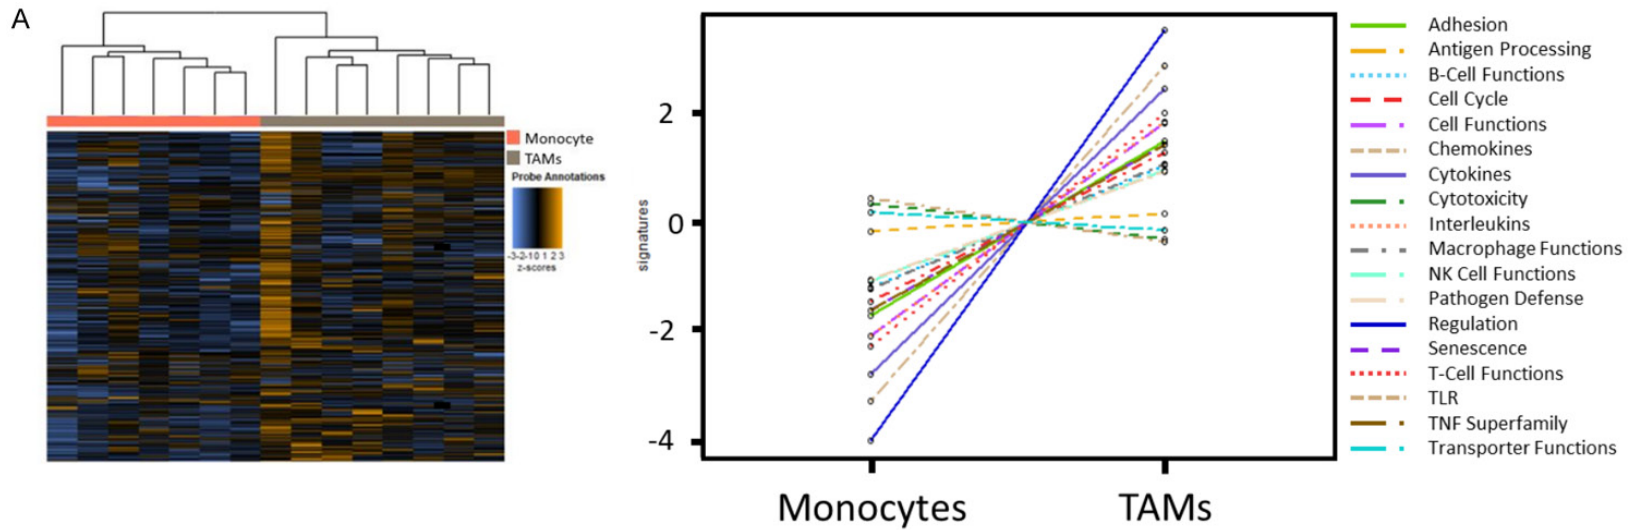 A
Monocyte
TAMs
Probe Annotations
-3-2-10 1 2 3
z-scores
signatures
2
0
-2
-4
Monocytes
TAMs
Adhesion
Antigen Processing
B-Cell Functions
Cell Cycle
Cell Functions
Chemokines
Cytokines
Cytotoxicity
Interleukins
Macrophage Functions
NK Cell Functions
Pathogen Defense
Regulation
Senescence
T-Cell Functions
TLR
TNF Superfamily
Transporter Functions